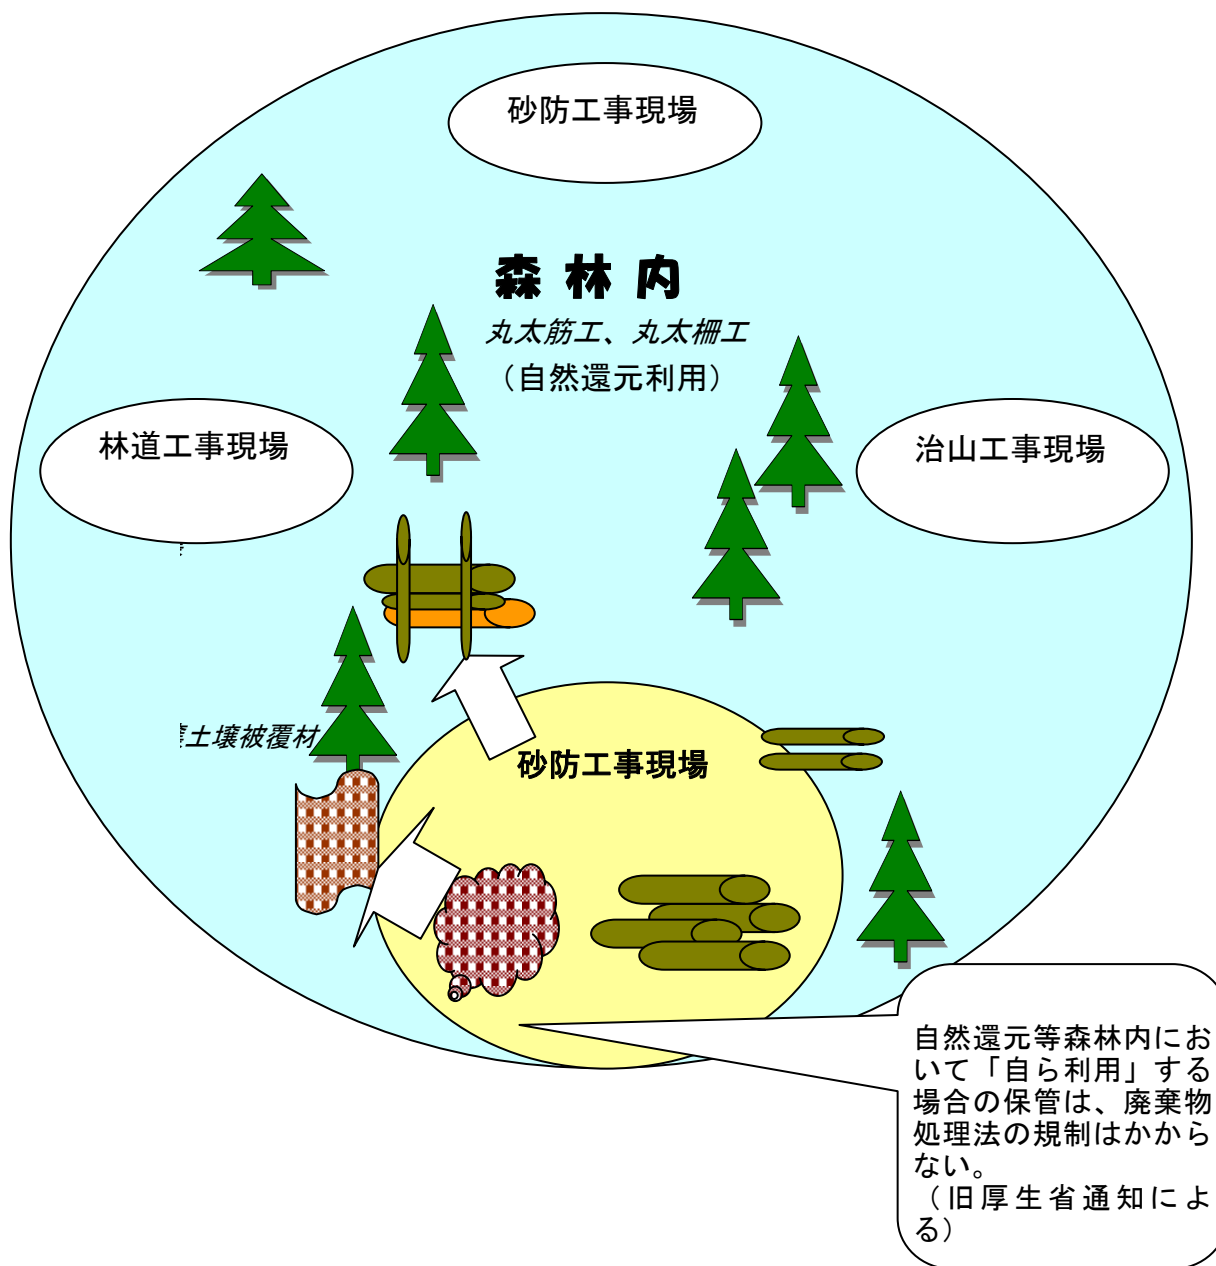 砂防工事現場
森林内
丸太筋工、丸太柵工
（自然還元利用）
林道工事現場
治山工事現場
土壌被覆材
砂防工事現場
自然還元等森林内にお
いて「自ら利用」する
場合の保管は、廃棄物
処理法の規制はかから
ない。
（旧厚生省通知によ
る）